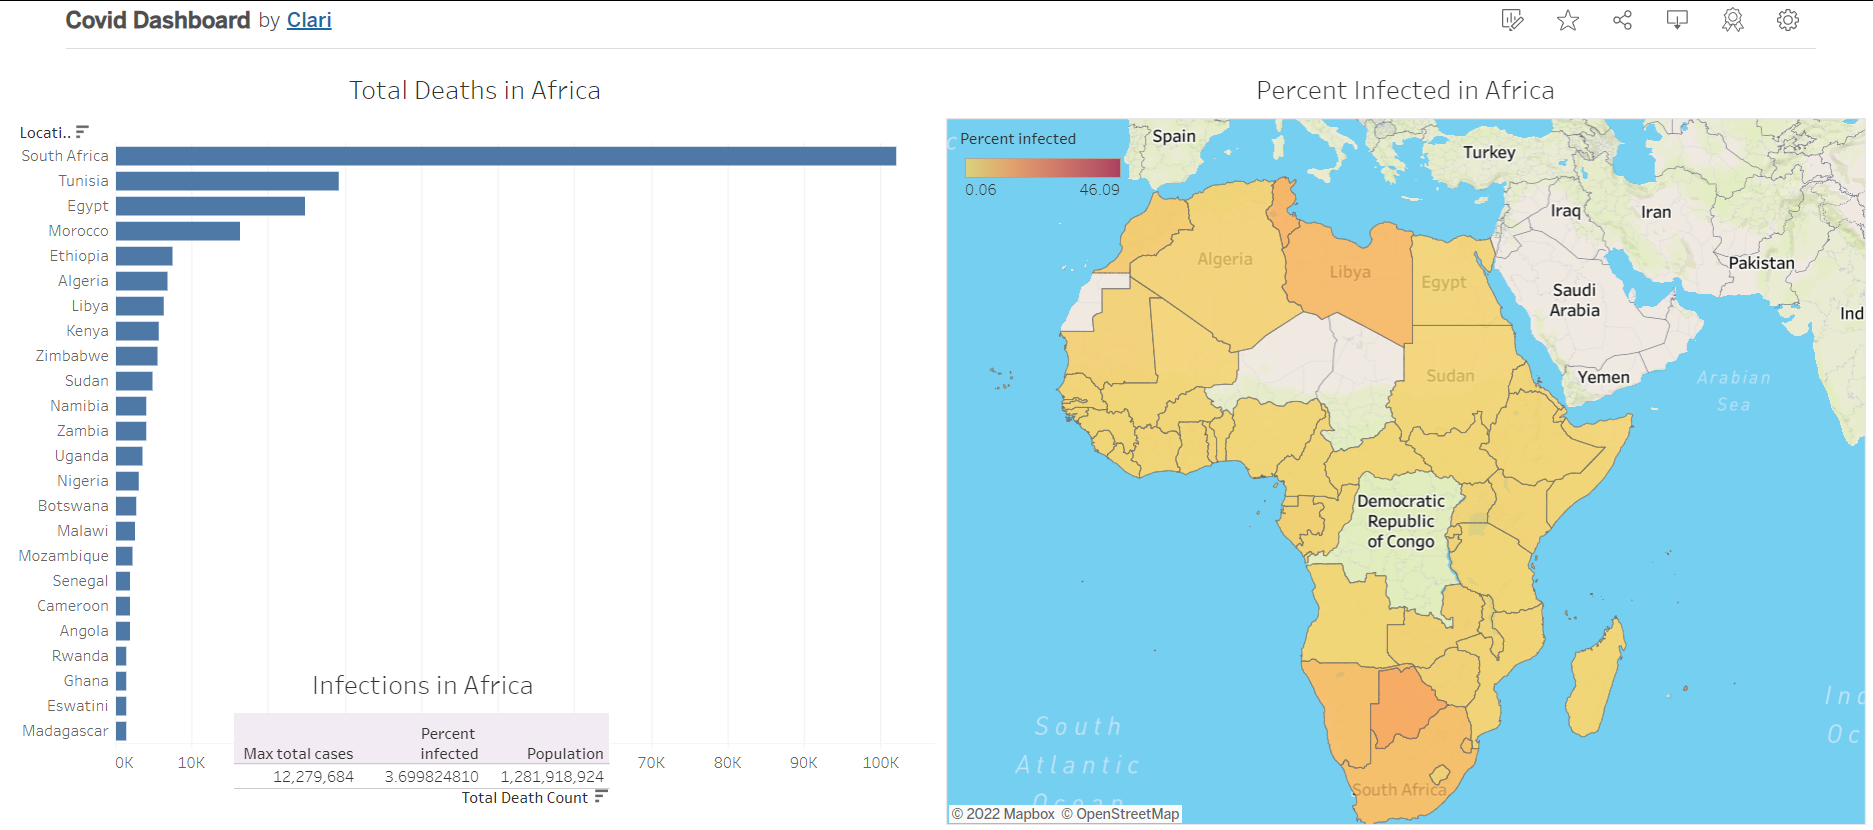 Covid Dashboard by Clari
Total Deaths in Africa
Locati..
South Africa
Tunisia
Egypt
Morocco
Ethiopia
Algeria
Libya
Kenya
Zimbabwe
Sudan
Namibia
Zambia
Uganda
Nigeria
Botswana
Malawi
Mozambique
Senegal
Cameroon
Angola
Rwanda
Ghana
Eswatini
Madagascar
0K 10K 70K 80K 90K 100K
Total Death Count
Infections in Africa
Max total cases Percent infected Population
12,279,684 3.699824810 1,281,918,924
Percent Infected in Africa
Percent infected
0.06 46.09
Spain
Turkey
Iraq
Iran
Pakistan
Saudi
Arabia
Ind
Yemen
Arabian
Sea
Algeria
Libya
Egypt
Sudan
Democratic
Republic
of Congo
South Africa
South
Atlantic
Ocean
Ind
Oc
© 2022 Mapbox © OpenStreetMap